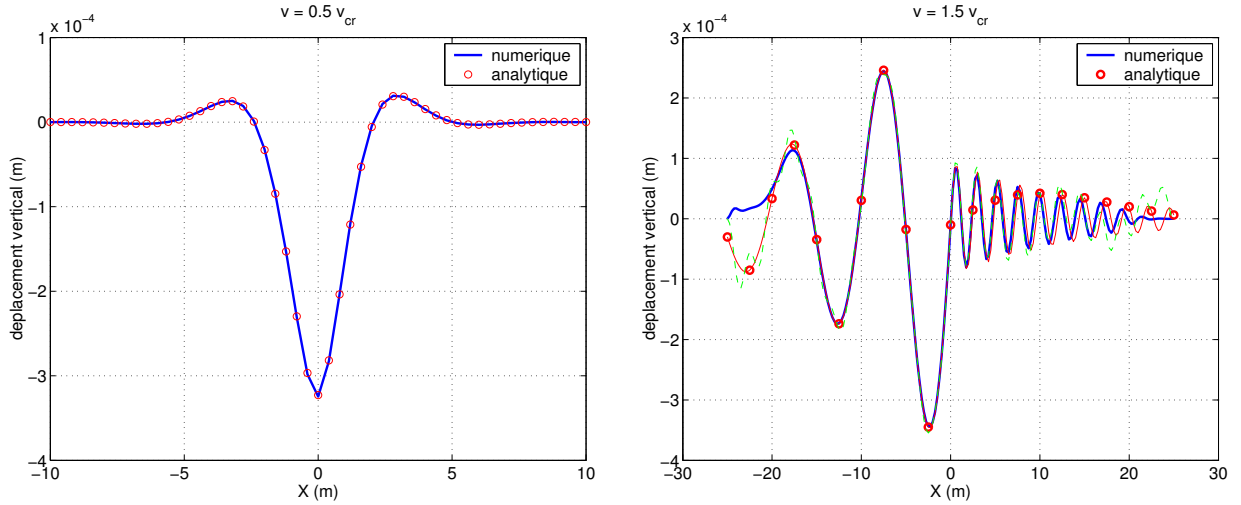 v = 0.5 v_cr
x 10^−4
1
0
−1
−2
−3
−4
−10
−5
0
5
10
X (m)
deplacement vertical (m)
numerique
analytique
v = 1.5 v_cr
x 10^−4
3
2
1
0
−1
−2
−3
−4
−30
−20
−10
0
10
20
30
X (m)
deplacement vertical (m)
numerique
analytique